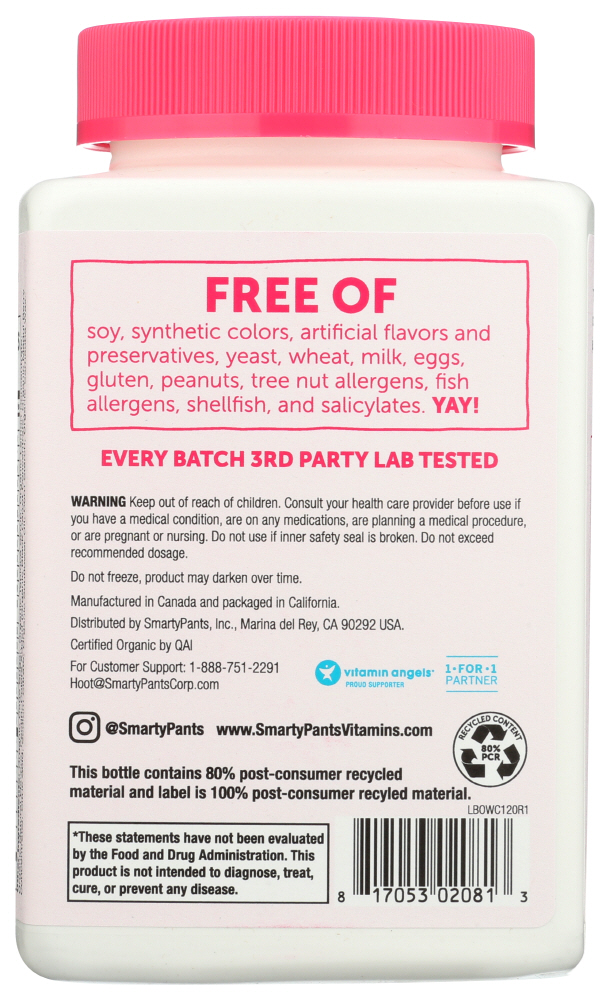 FREE OF
soy, synthetic colors, artificial flavors and
preservatives, yeast, wheat, milk, eggs,
gluten, peanuts, tree nut allergens, fish
allergens, shellfish, and salicylates. YAY!
EVERY BATCH 3RD PARTY LAB TESTED
WARNING Keep out of reach of children. Consult your health care provider before use if
you have a medical condition, are on any medications, are planning a medical procedure,
or are pregnant or nursing. Do not use if inner safety seal is broken. Do not exceed
recommended dosage.
Do not freeze, product may darken over time.
Manufactured in Canada and packaged in California.
Distributed by SmartyPants, Inc., Marina del Rey, CA 90292 USA.
Certified Organic by QAI
For Customer Support: 1-888-751-2291
Hoot@SmartyPantsCorp.com
vitamin angels
PROUD SUPPORTER
1•FOR•1
PARTNER
@SmartyPants www.SmartyPantsVitamins.com
RECYCLED CONTENT
80%
PCR
This bottle contains 80% post-consumer recycled
material and label is 100% post-consumer recyled material.
LBOWC120R1
*These statements have not been evaluated
by the Food and Drug Administration. This
product is not intended to diagnose, treat,
cure, or prevent any disease.
8 17053 02081 3